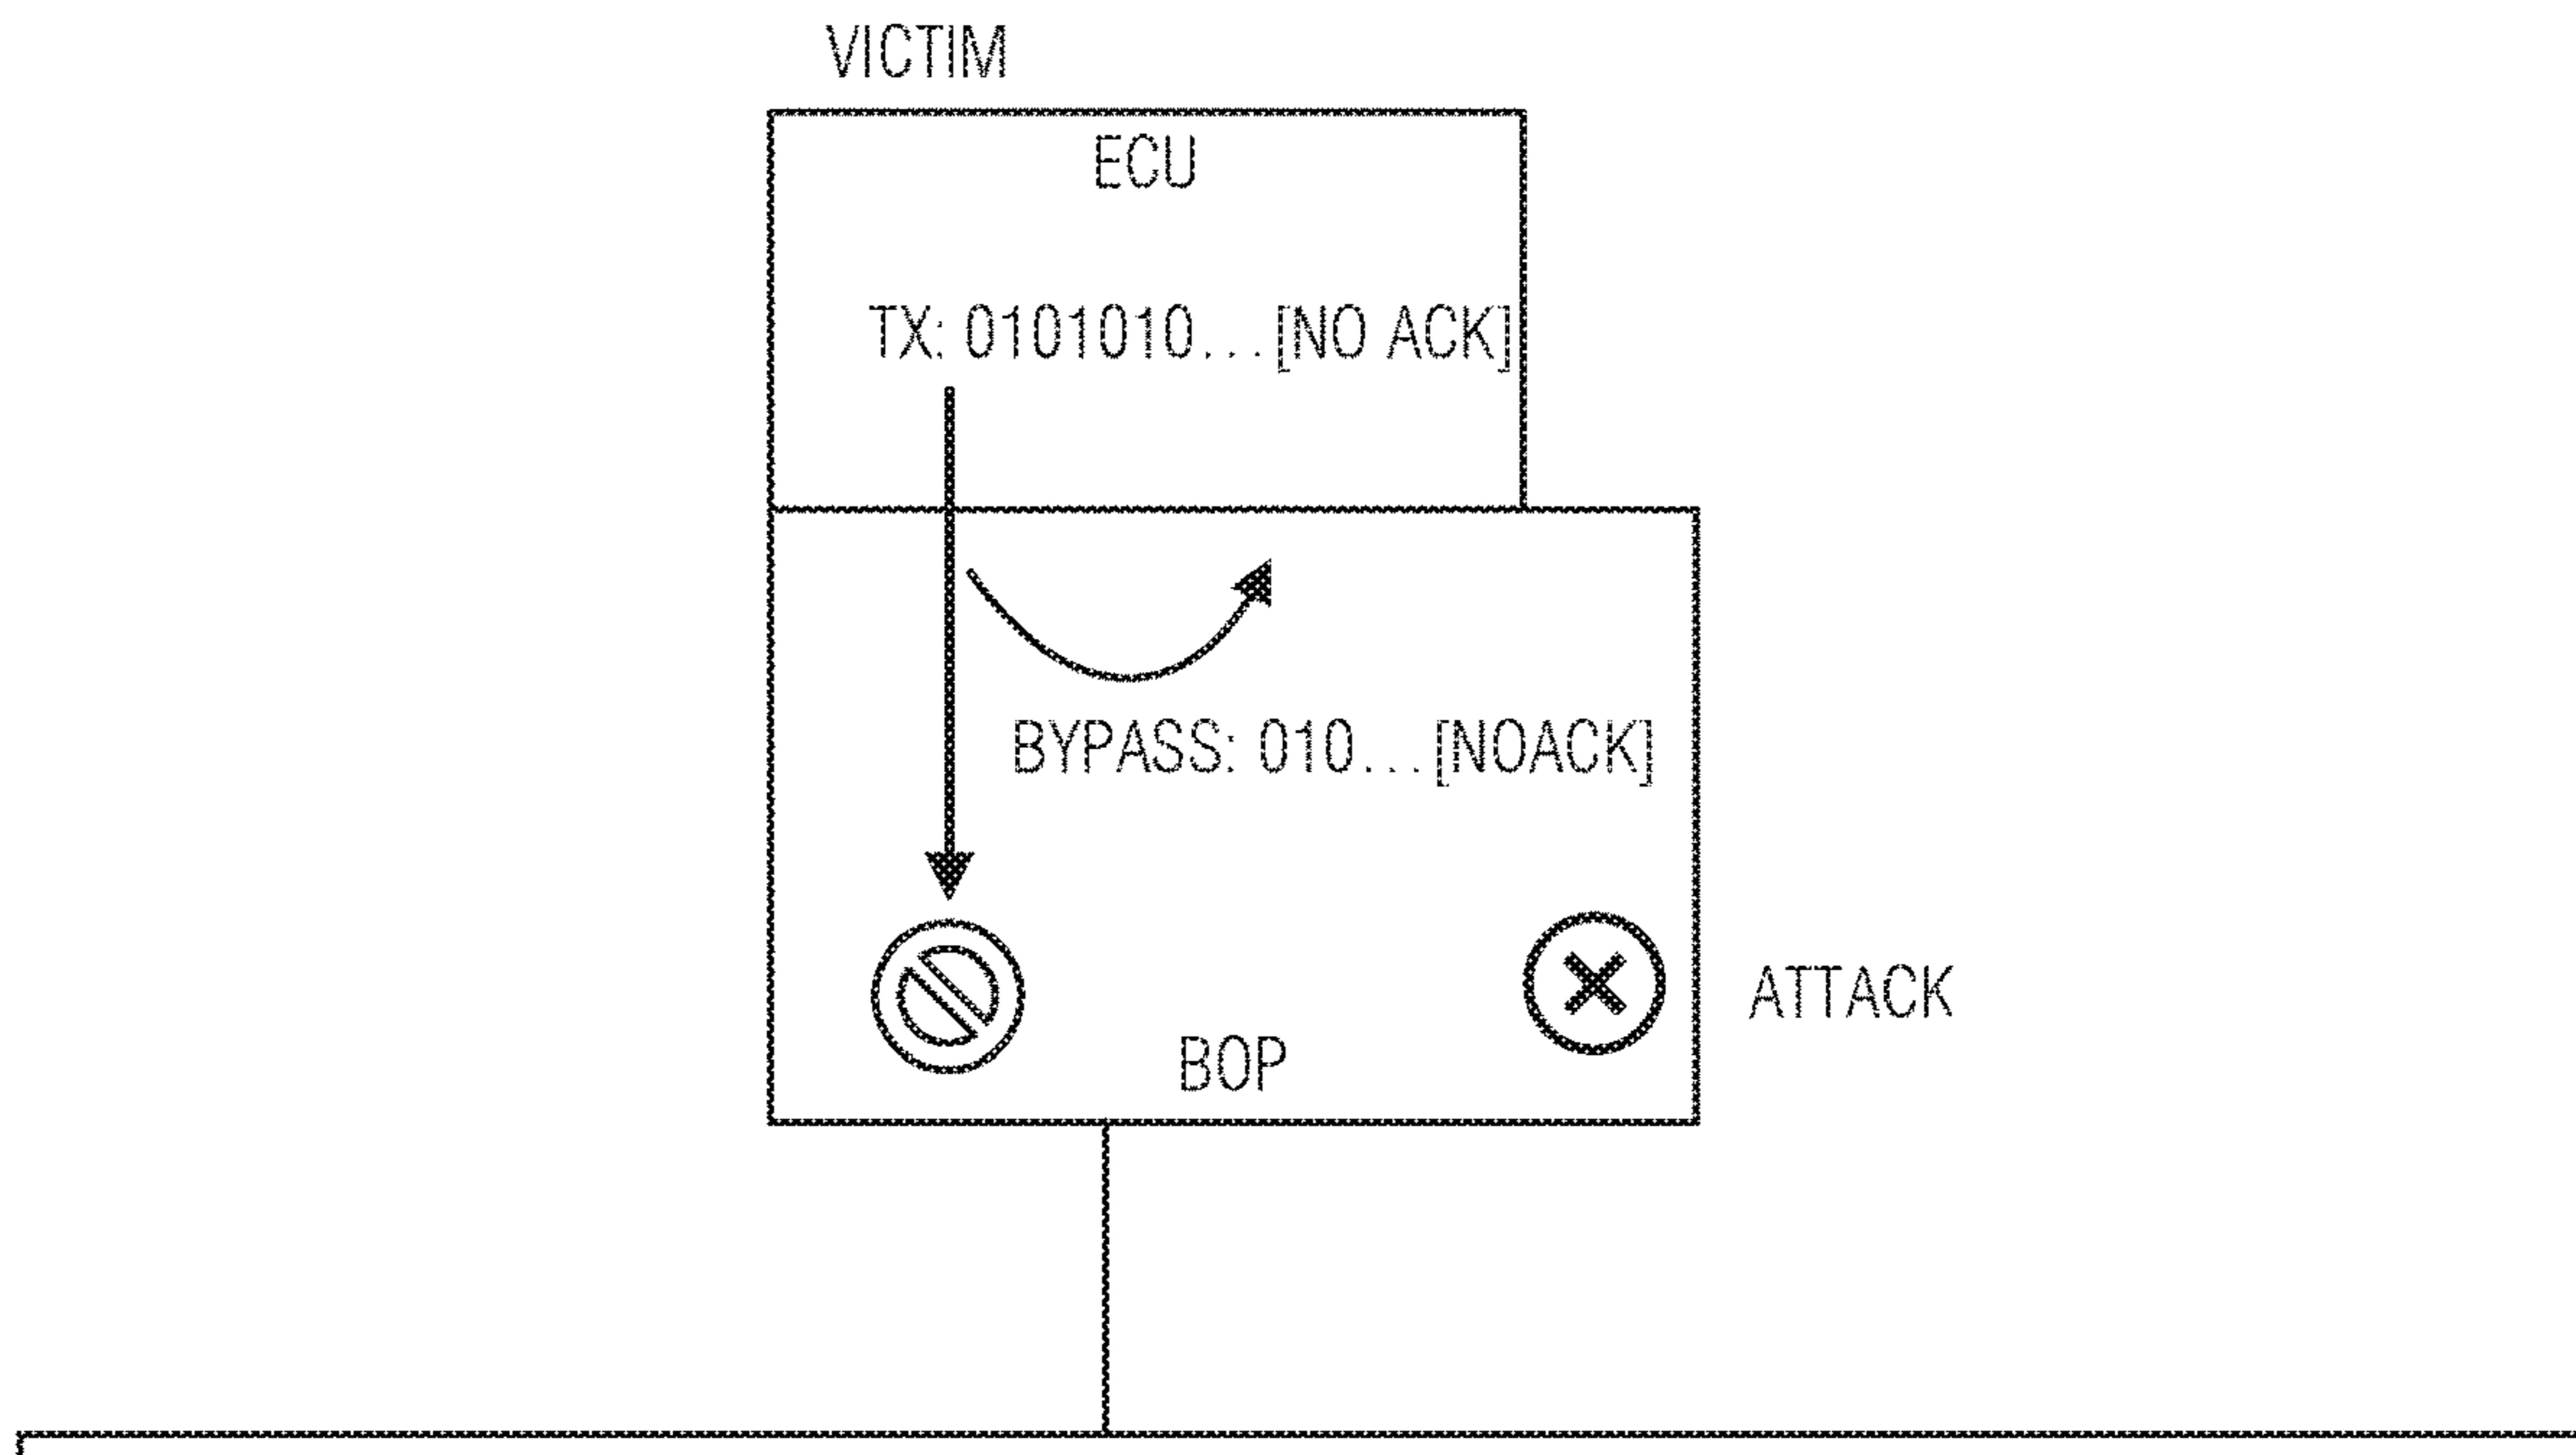 VICTIM
ECU
TX: 0101010...[NO ACK]
BYPASS: 010...[NOACK]
ATTACK
BOP